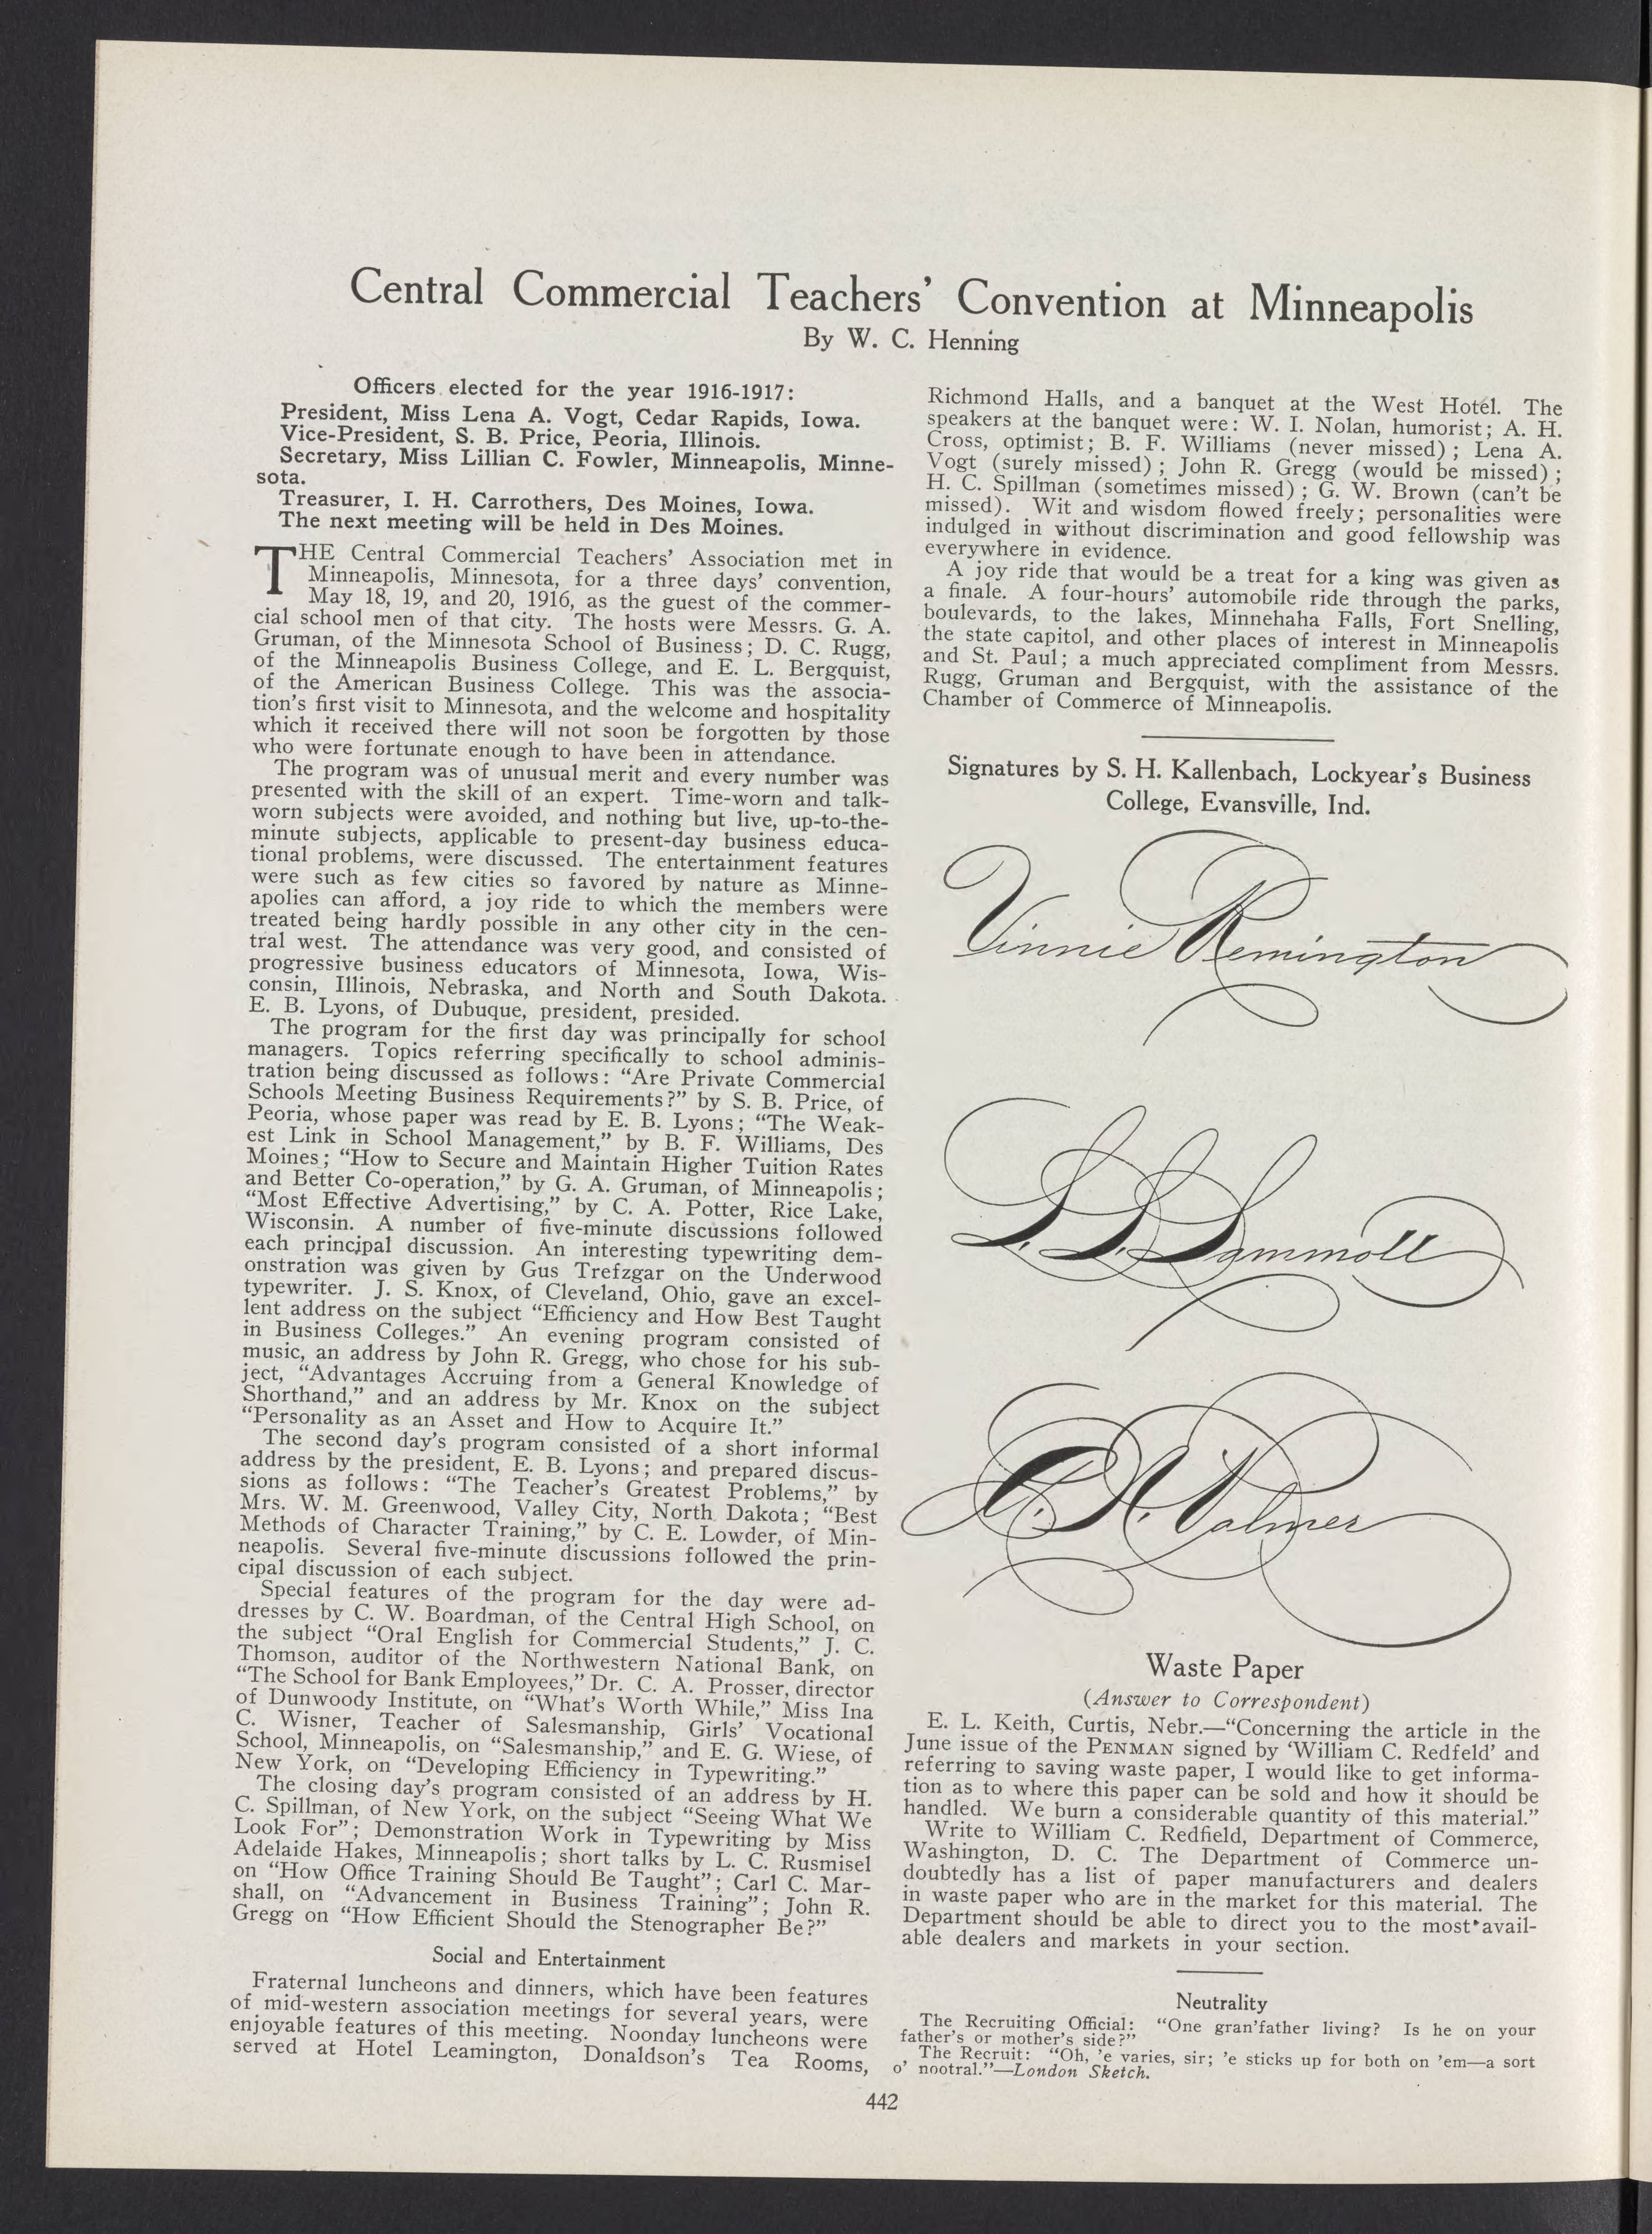 Central Commercial Teachers' Convention at Minneapolis
By W. C. Henning
Officers elected for the year 1916-1917:
President, Miss Lena A. Vogt, Cedar Rapids, Iowa.
Vice-President, S. B. Price, Peoria, Illinois.
Secretary, Miss Lillian C. Fowler, Minneapolis, Minne-
sota.
Treasurer, I. H. Carrothers, Des Moines, Iowa.
The next meeting will be held in Des Moines.
THE Central Commercial Teachers' Association met in
Minneapolis, Minnesota, for a three days' convention,
May 18, 19, and 20, 1916, as the guest of the commer-
cial school men of that city. The hosts were Messrs. G. A.
Gruman, of the Minnesota School of Business; D. C. Rugg,
of the Minneapolis Business College, and E. L. Bergquist,
of the American Business College. This was the associa-
tion's first visit to Minnesota, and the welcome and hospitality
which it received there will not soon be forgotten by those
who were fortunate enough to have been in attendance.
The program was of unusual merit and every number was
presented with the skill of an expert. Time-worn and talk-
worn subjects were avoided, and nothing but live, up-to-the-
minute subjects, applicable to present-day business educa-
tional problems, were discussed. The entertainment features
were such as few cities so favored by nature as Minne-
apolies can afford, a joy ride to which the members were
treated being hardly possible in any other city in the cen-
tral west. The attendance was very good, and consisted of
progressive business educators of Minnesota, Iowa, Wis-
consin, Illinois, Nebraska, and North and South Dakota.
E. B. Lyons, of Dubuque, president, presided.
The program for the first day was principally for school
managers. Topics referring specifically to school adminis-
tration being discussed as follows: "Are Private Commercial
Schools Meeting Business Requirements?" by S. B. Price, of
Peoria, whose paper was read by E. B. Lyons; "The Weak-
est Link in School Management," by B. F. Williams, Des
Moines; "How to Secure and Maintain Higher Tuition Rates
and Better Co-operation," by G. A. Gruman, of Minneapolis;
"Most Effective Advertising," by C. A. Potter, Rice Lake,
Wisconsin. A number of five-minute discussions followed
each principal discussion. An interesting typewriting dem-
onstration was given by Gus Trefzgar on the Underwood
typewriter. J. S. Knox, of Cleveland, Ohio, gave an excel-
lent address on the subject "Efficiency and How Best Taught
in Business Colleges." An evening program consisted of
music, an address by John R. Gregg, who chose for his sub-
ject, "Advantages Accruing from a General Knowledge of
Shorthand," and an address by Mr. Knox on the subject
"Personality as an Asset and How to Acquire It."
The second day's program consisted of a short informal
address by the president, E. B. Lyons; and prepared discus-
sions as follows: "The Teacher's Greatest Problems," by
Mrs. W. M. Greenwood, Valley City, North Dakota; "Best
Methods of Character Training," by C. E. Lowder, of Min-
neapolis. Several five-minute discussions followed the prin-
cipal discussion of each subject.
Special features of the program for the day were ad-
dresses by C. W. Boardman, of the Central High School, on
the subject "Oral English for Commercial Students," J. C.
Thomson, auditor of the Northwestern National Bank, on
"The School for Bank Employees," Dr. C. A. Prosser, director
of Dunwoody Institute, on "What's Worth While," Miss Ina
C. Wisner, Teacher of Salesmanship, Girls' Vocational
School, Minneapolis, on "Salesmanship," and E. G. Wiese, of
New York, on "Developing Efficiency in Typewriting."
The closing day's program consisted of an address by H.
C. Spillman, of New York, on the subject "Seeing What We
Look For"; Demonstration Work in Typewriting by Miss
Adelaide Hakes, Minneapolis; short talks by L. C. Rusmisel
on "How Office Training Should Be Taught"; Carl C. Mar-
shall, on "Advancement in Business Training"; John R.
Gregg on "How Efficient Should the Stenographer Be?"
Social and Entertainment
Fraternal luncheons and dinners, which have been features
of mid-western association meetings for several years, were
enjoyable features of this meeting. Noonday luncheons were
served at Hotel Leamington, Donaldson's Tea Rooms,
Richmond Halls, and a banquet at the West Hotel. The
speakers at the banquet were: W. I. Nolan, humorist; A. H.
Cross, optimist; B. F. Williams (never missed); Lena A.
Vogt (surely missed); John R. Gregg (would be missed);
H. C. Spillman (sometimes missed); G. W. Brown (can't be
missed). Wit and wisdom flowed freely; personalities were
indulged in without discrimination and good fellowship was
everywhere in evidence.
A joy ride that would be a treat for a king was given as
a finale. A four-hours' automobile ride through the parks,
boulevards, to the lakes, Minnehaha Falls, Fort Snelling,
the state capitol, and other places of interest in Minneapolis
and St. Paul; a much appreciated compliment from Messrs.
Rugg, Gruman and Bergquist, with the assistance of the
Chamber of Commerce of Minneapolis.
Signatures by S. H. Kallenbach, Lockyear's Business
College, Evansville, Ind.
Vinnie Remington
Palmer
Waste Paper
(Answer to Correspondent)
E. L. Keith, Curtis, Nebr.—"Concerning the article in the
June issue of the PENMAN signed by 'William C. Redfeld' and
referring to saving waste paper, I would like to get informa-
tion as to where this paper can be sold and how it should be
handled. We burn a considerable quantity of this material."
Write to William C. Redfield, Department of Commerce,
Washington, D. C. The Department of Commerce un-
doubtedly has a list of paper manufacturers and dealers
in waste paper who are in the market for this material. The
Department should be able to direct you to the most avail-
able dealers and markets in your section.
Neutrality
The Recruiting Official: "One gran'father living? Is he on your
father's or mother's side?"
The Recruit: "Oh, 'e varies, sir; 'e sticks up for both on 'em—a sort
o' nootral."—London Sketch.
442